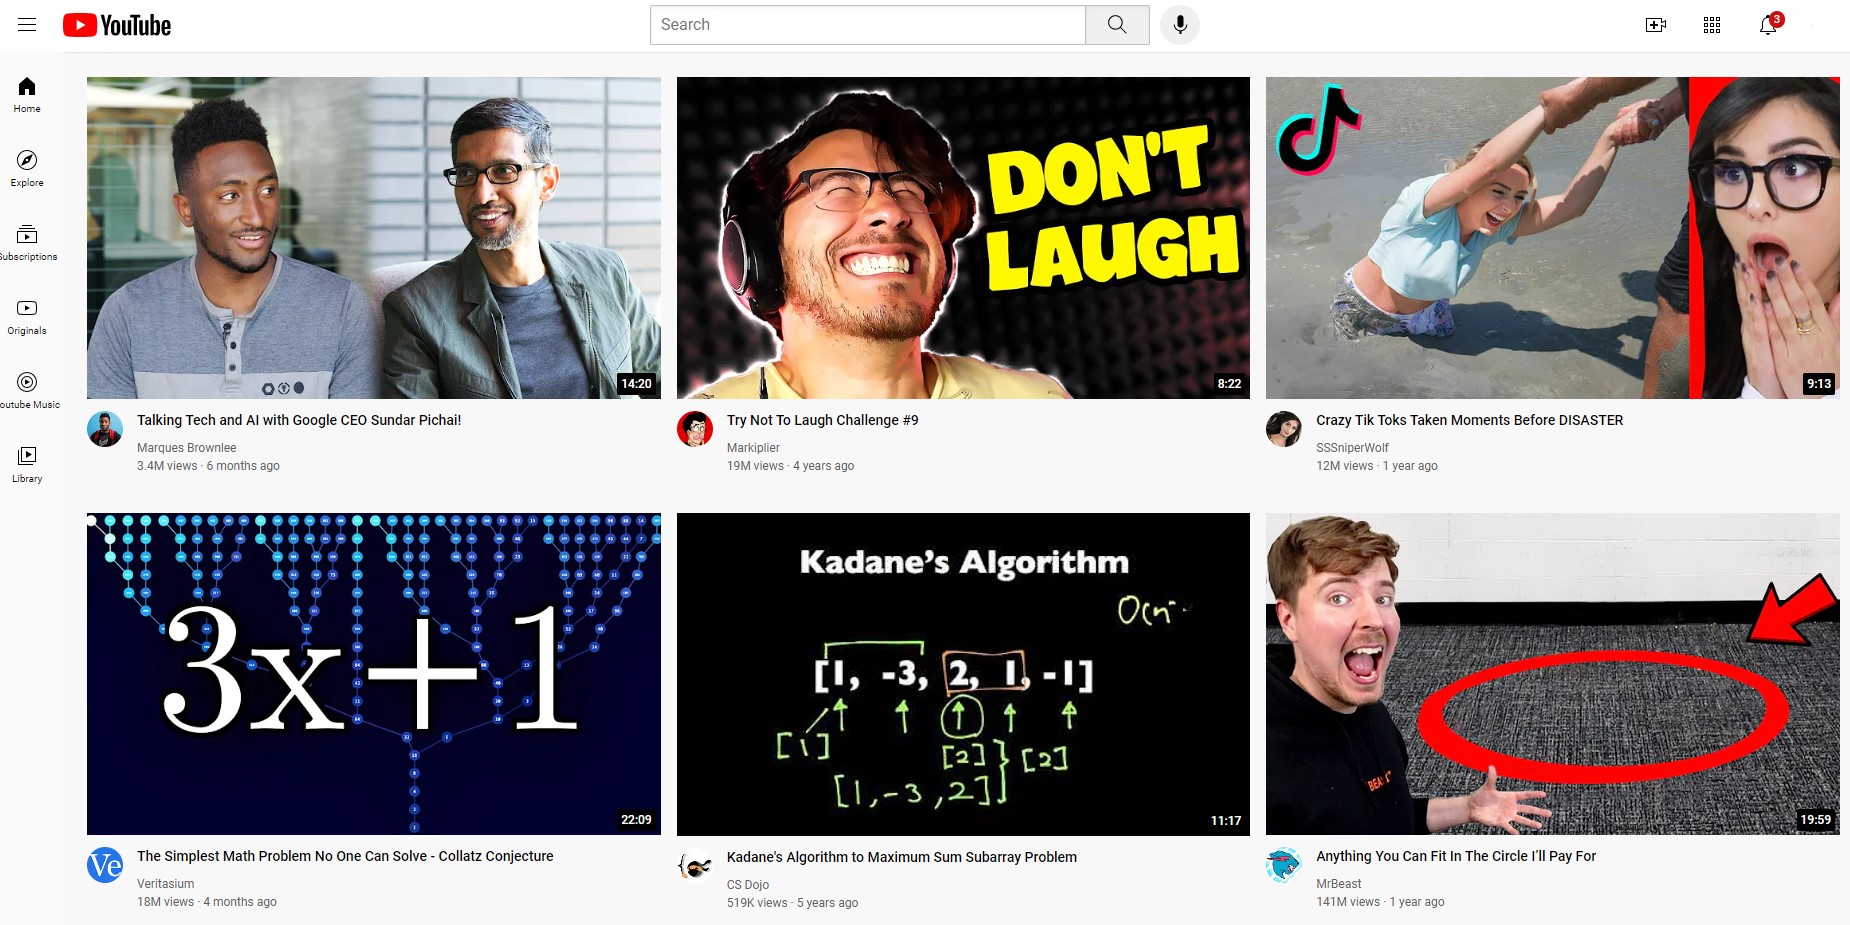 YouTube
Search
3
Home
Explore
Subscriptions
Originals
outube Music
Library
DON'T
LAUGH
14:20
8:22
9:13
Talking Tech and AI with Google CEO Sundar Pichai!
Marques Brownlee
3.4M views · 6 months ago
Try Not To Laugh Challenge #9
Markiplier
19M views · 4 years ago
Crazy Tik Toks Taken Moments Before DISASTER
SSSniperWolf
12M views · 1 year ago
3x+1
22:09
Kadane's Algorithm
[1, -3, 2, 1, -1]
[1]
[2]
[2]
[1,-3,2]
11:17
19:59
Ve
The Simplest Math Problem No One Can Solve - Collatz Conjecture
Veritasium
18M views · 4 months ago
Kadane's Algorithm to Maximum Sum Subarray Problem
CS Dojo
519K views · 5 years ago
Anything You Can Fit In The Circle I'll Pay For
MrBeast
141M views · 1 year ago